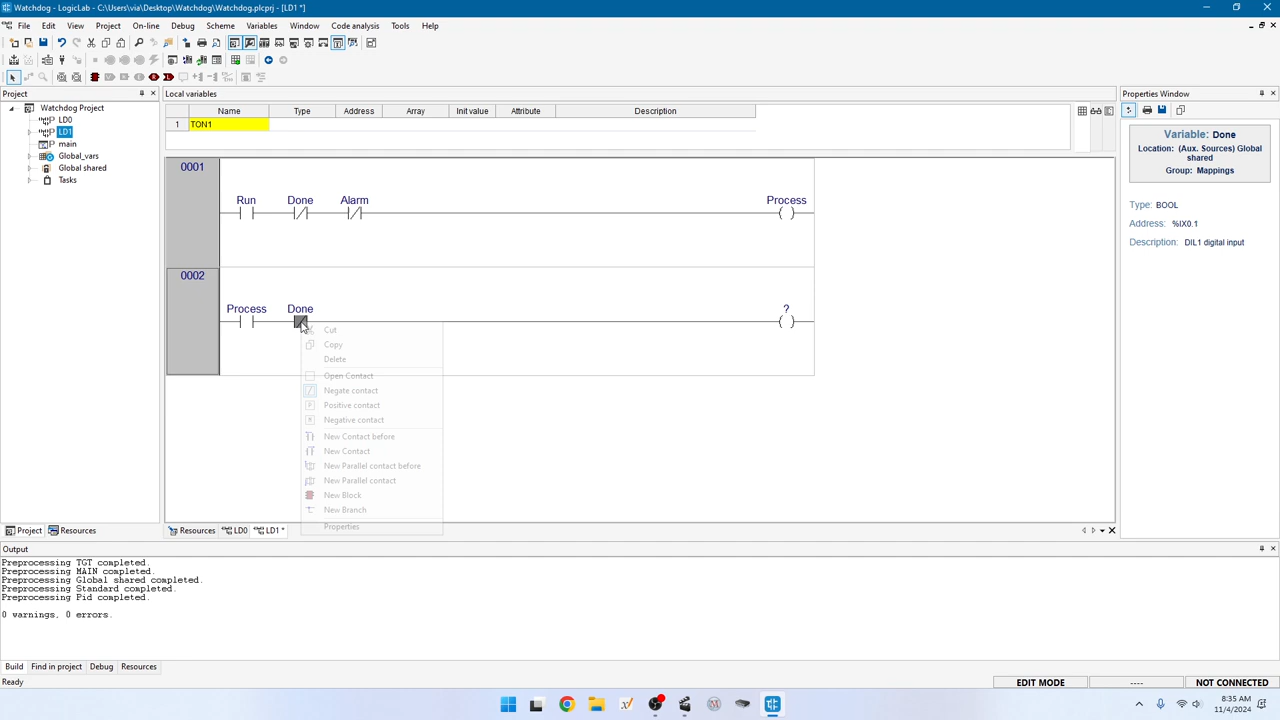 Watchdog - LogicLab - C:\Users\via\Desktop\Watchdog\Watchdog.plcprj - [LD1 *]
File Edit View Project On-line Debug Scheme Variables Window Code analysis Tools Help
Project
Watchdog Project
LD0
LD1
main
Global_vars
Global shared
Tasks
Project Resources
Local variables
Name Type Address Array Init value Attribute Description
1 TON1
0001
Run Done Alarm Process
0002
Process Done ?
Cut
Copy
Delete
Open Contact
Negate contact
Positive contact
Negative contact
New Contact before
New Contact
New Parallel contact before
New Parallel contact
New Block
New Branch
Properties
Resources LD0 LD1 *
Properties Window
Variable: Done
Location: (Aux. Sources) Global
shared
Group: Mappings
Type: BOOL
Address: %IX0.1
Description: DIL1 digital input
Output
Preprocessing TGT completed.
Preprocessing MAIN completed.
Preprocessing Global shared completed.
Preprocessing Standard completed.
Preprocessing Pid completed.
0 warnings, 0 errors.
Build Find in project Debug Resources
Ready EDIT MODE ---- NOT CONNECTED
8:35 AM
11/4/2024